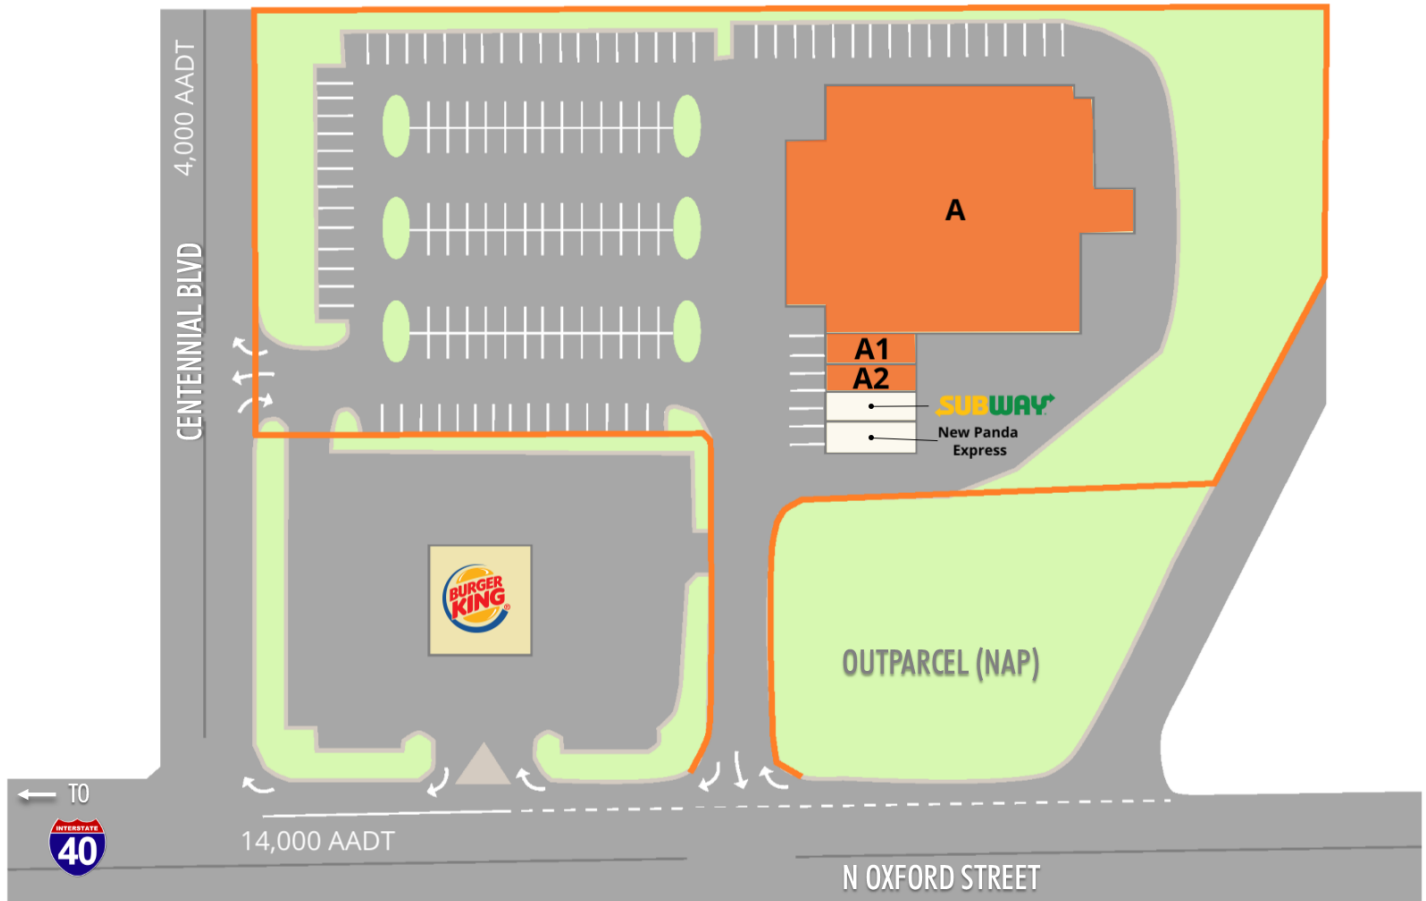 4,000 AADT
CENTENNIAL BLVD
A
A1
A2
SUBWAY
New Panda
Express
BURGER
KING
®
OUTPARCEL (NAP)
TO
INTERSTATE
40
14,000 AADT
N OXFORD STREET